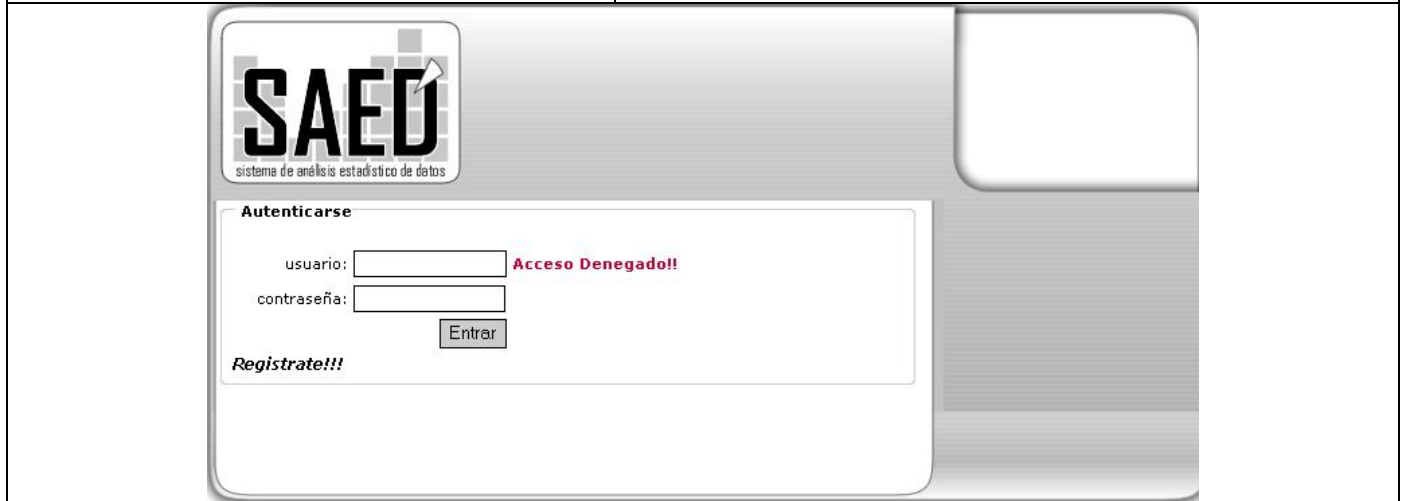 SAED
sistema de análisis estadístico de datos
Autenticarse
usuario: Acceso Denegado!!
contraseña:
Entrar
Registrate!!!